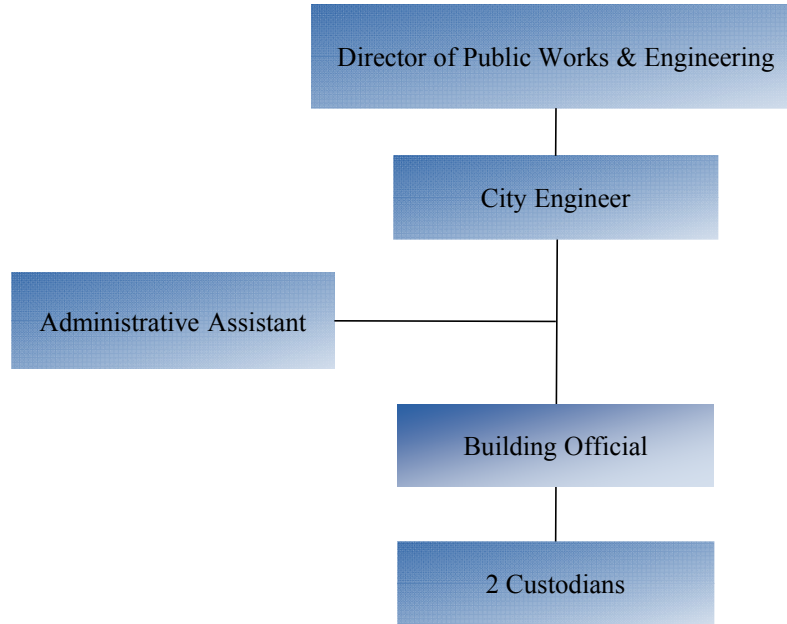 Director of Public Works & Engineering
City Engineer
Administrative Assistant
Building Official
2 Custodians